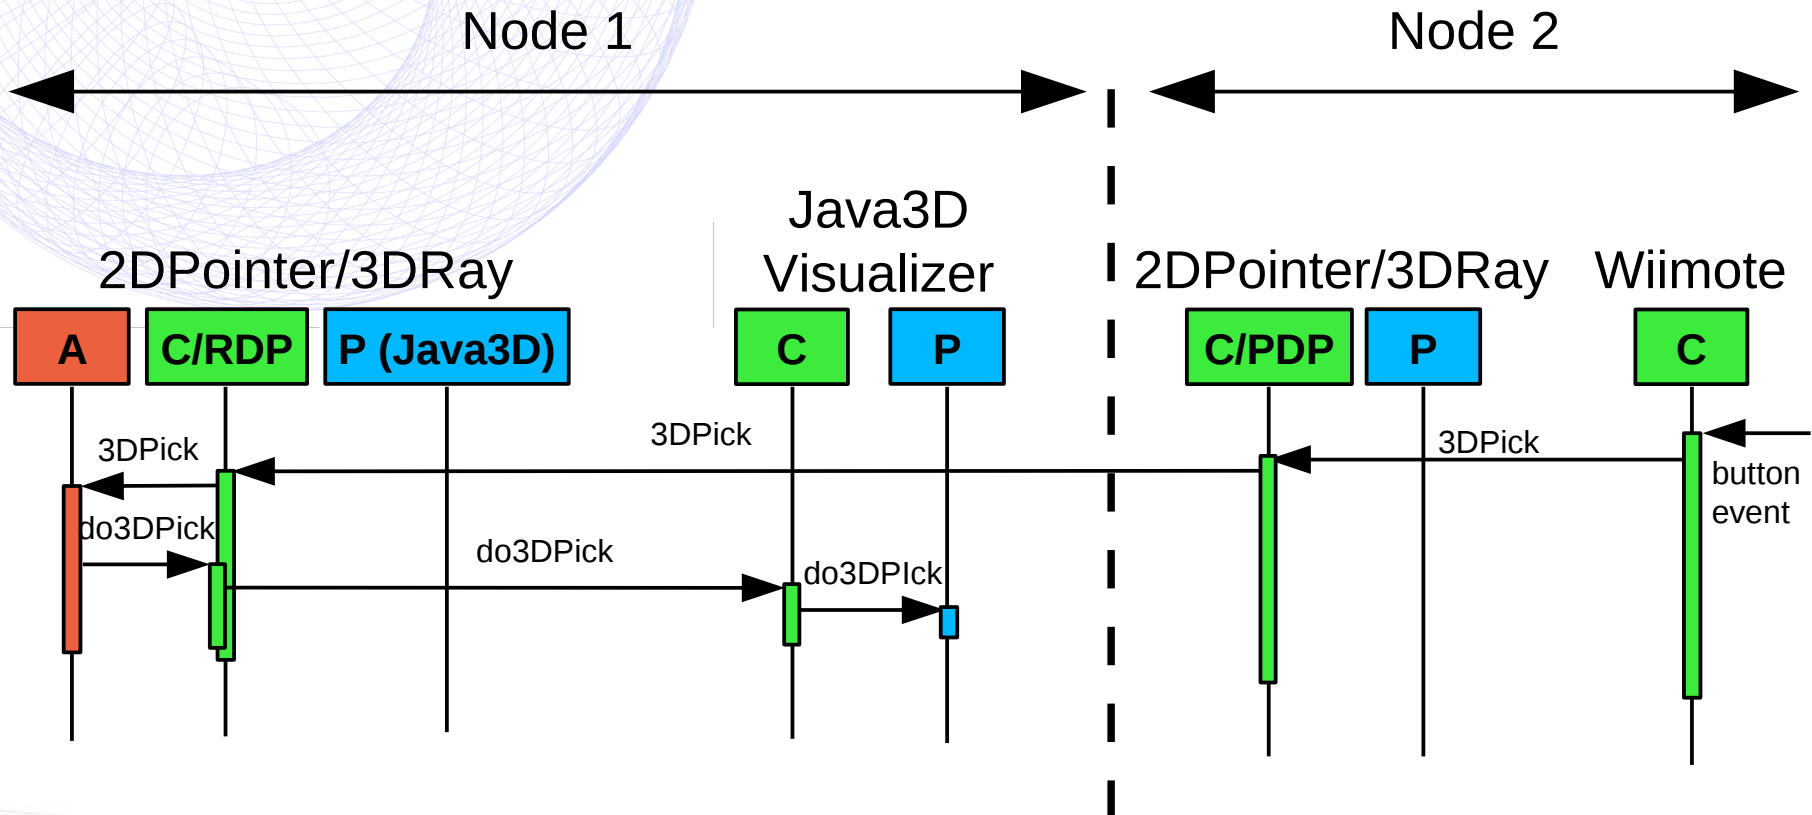 Node 1
Node 2
Java3D
Visualizer
2DPointer/3DRay
2DPointer/3DRay
Wiimote
A
C/RDP
P (Java3D)
C
P
C/PDP
P
C
3DPick
3DPick
3DPick
button
event
do3DPick
do3DPick
do3DPIck